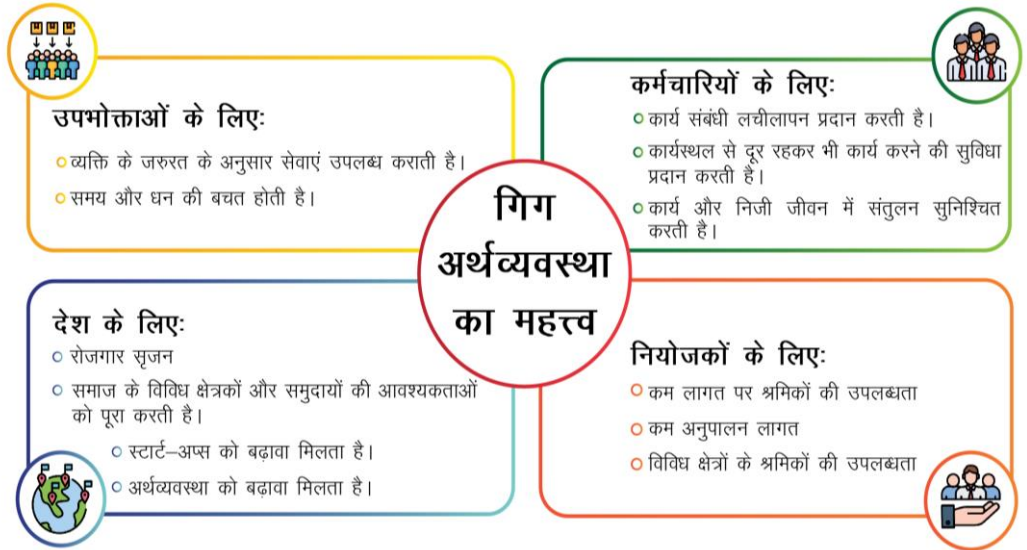 उपभोक्ताओं के लिए:
व्यक्ति के जरुरत के अनुसार सेवाएं उपलब्ध कराती है।
समय और धन की बचत होती है।
कर्मचारियों के लिए:
कार्य संबंधी लचीलापन प्रदान करती है।
कार्यस्थल से दूर रहकर भी कार्य करने की सुविधा
प्रदान करती है।
कार्य और निजी जीवन में संतुलन सुनिश्चित
करती है।
गिग
अर्थव्यवस्था
का महत्त्व
देश के लिए:
रोजगार सृजन
समाज के विविध क्षेत्रकों और समुदायों की आवश्यकताओं
को पूरा करती है।
स्टार्ट–अप्स को बढ़ावा मिलता है।
अर्थव्यवस्था को बढ़ावा मिलता है।
नियोजकों के लिए:
कम लागत पर श्रमिकों की उपलब्धता
कम अनुपालन लागत
विविध क्षेत्रों के श्रमिकों की उपलब्धता